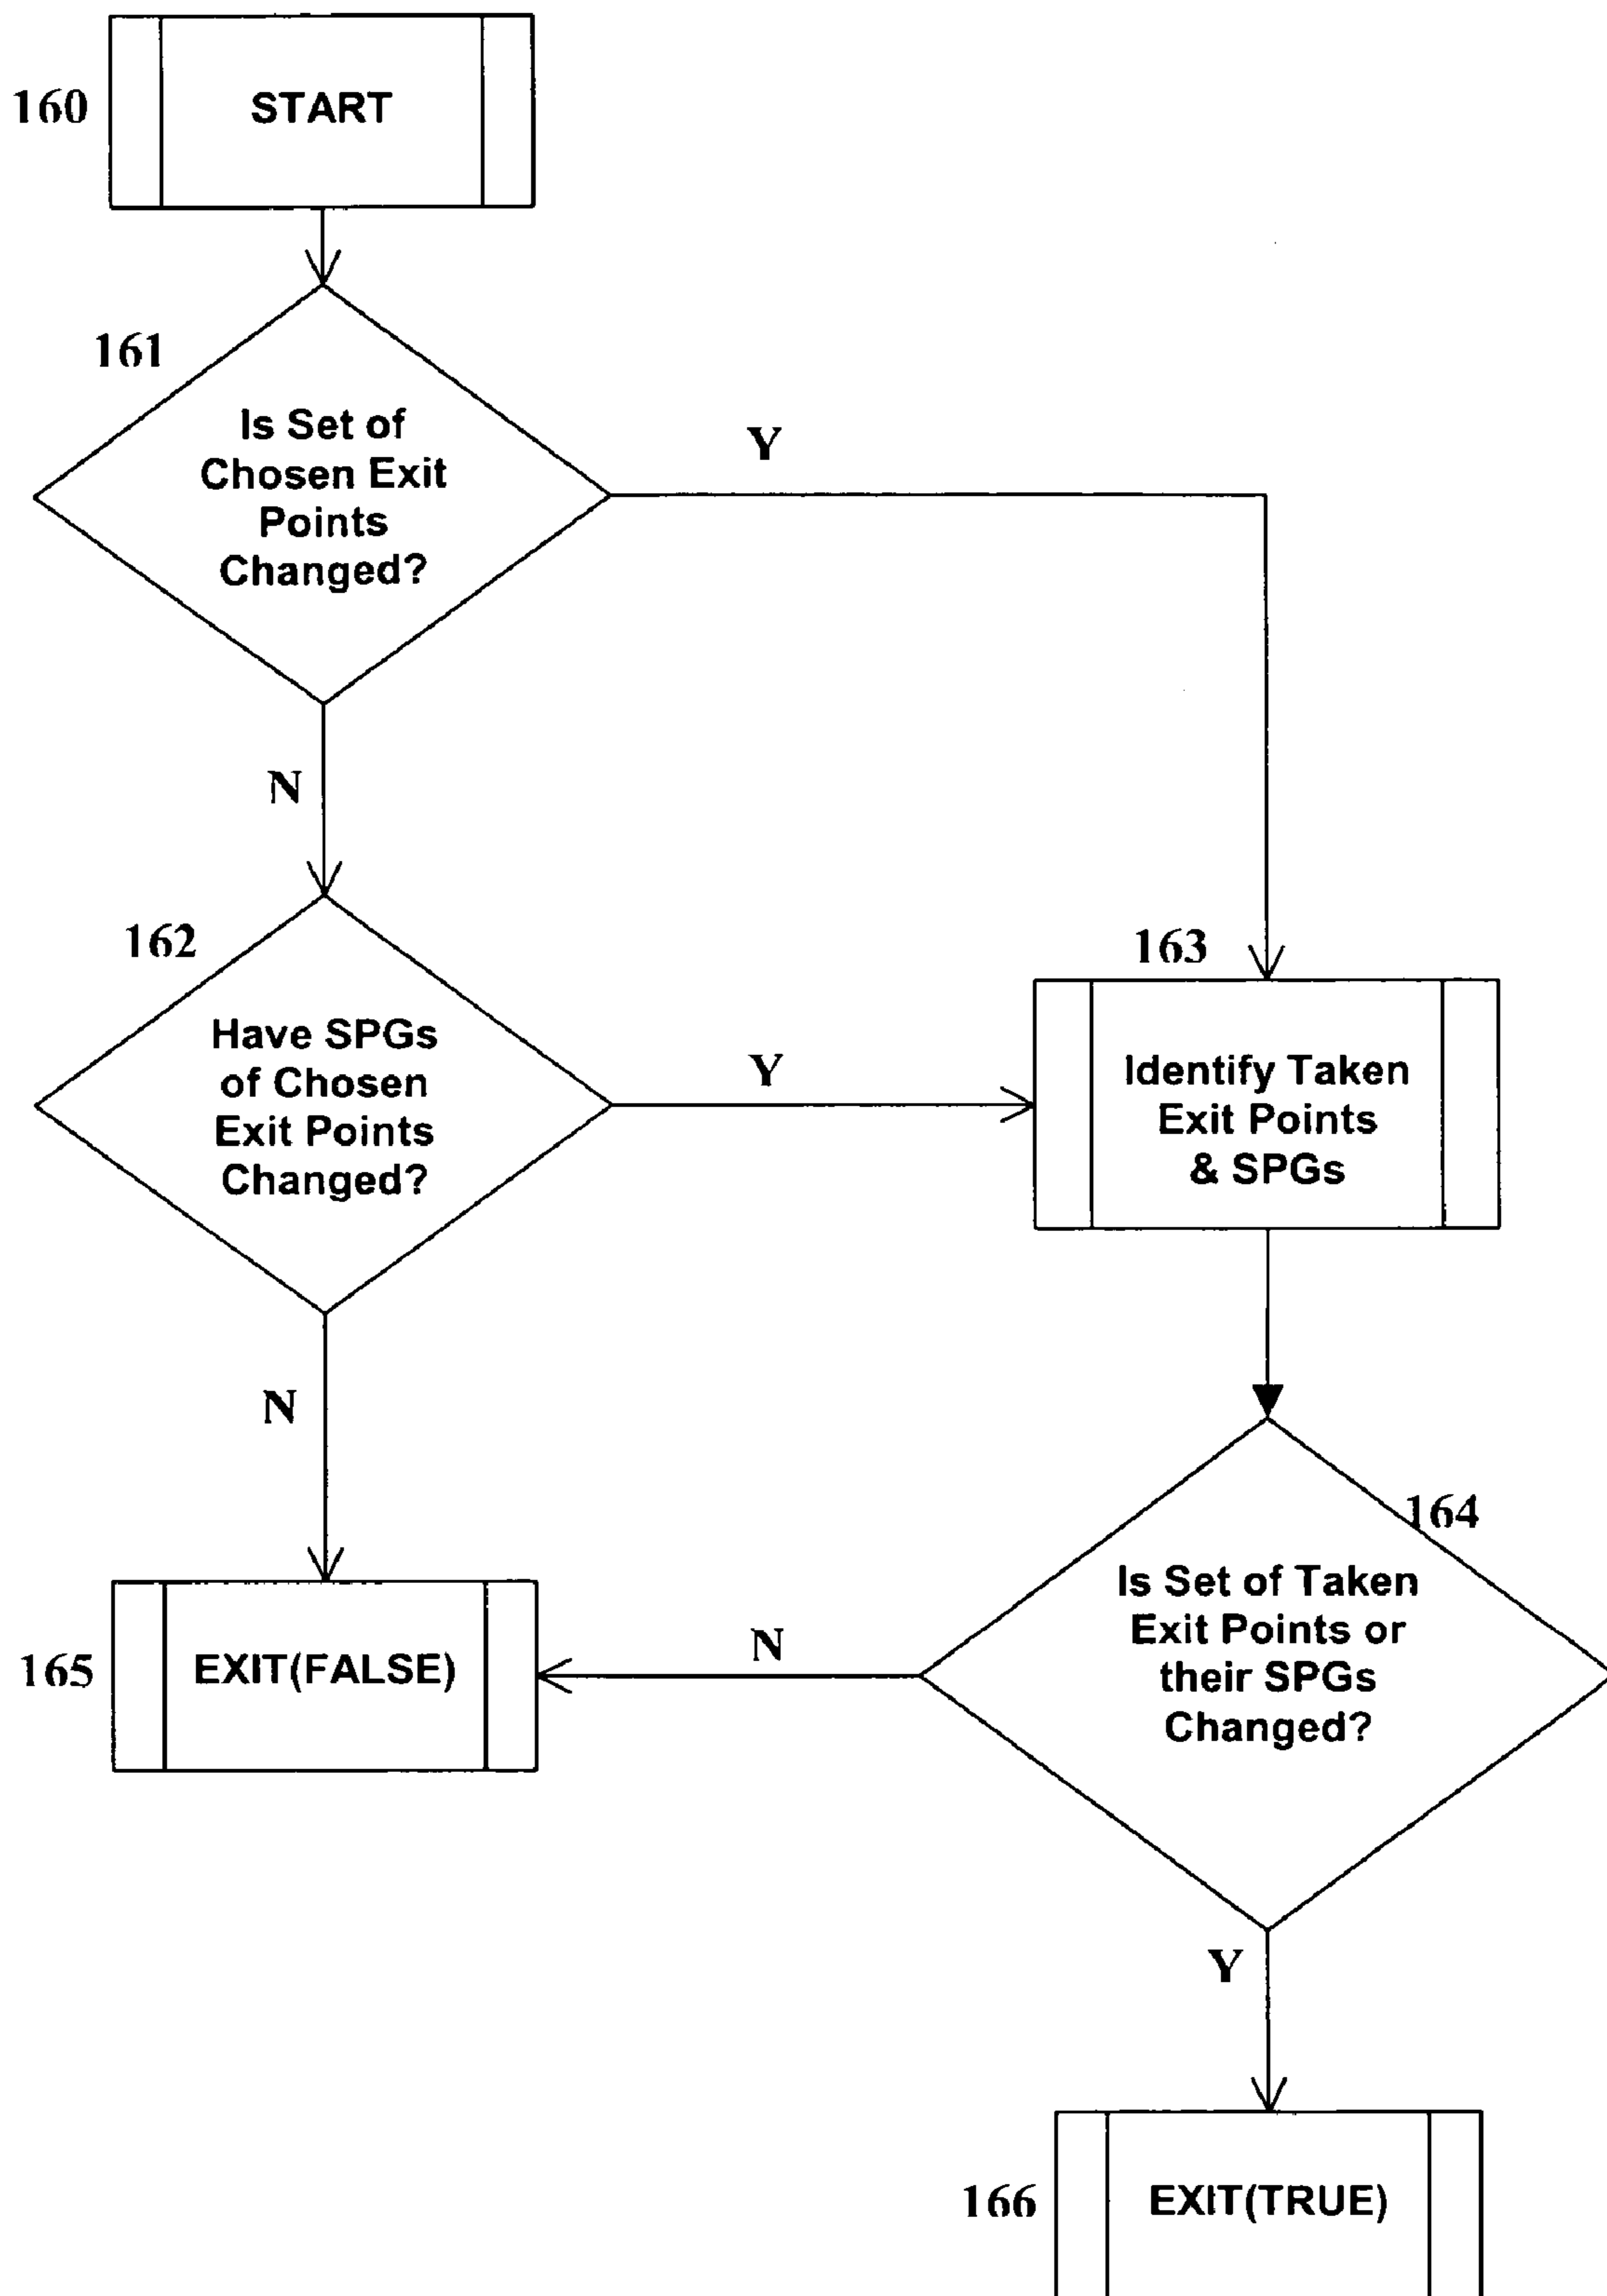 160
START
161
Is Set of
Chosen Exit
Points
Changed?
Y
N
162
Have SPGs
of Chosen
Exit Points
Changed?
Y
163
Identify Taken
Exit Points
& SPGs
N
164
Is Set of Taken
Exit Points or
their SPGs
Changed?
165
EXIT(FALSE)
N
Y
166
EXIT(TRUE)